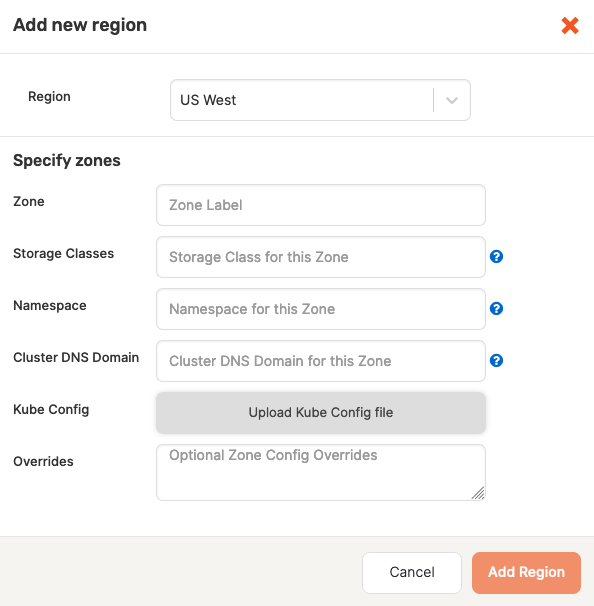 Add new region
Region
US West
Specify zones
Zone
Zone Label
Storage Classes
Storage Class for this Zone
Namespace
Namespace for this Zone
Cluster DNS Domain
Cluster DNS Domain for this Zone
Kube Config
Upload Kube Config file
Overrides
Optional Zone Config Overrides
Cancel
Add Region